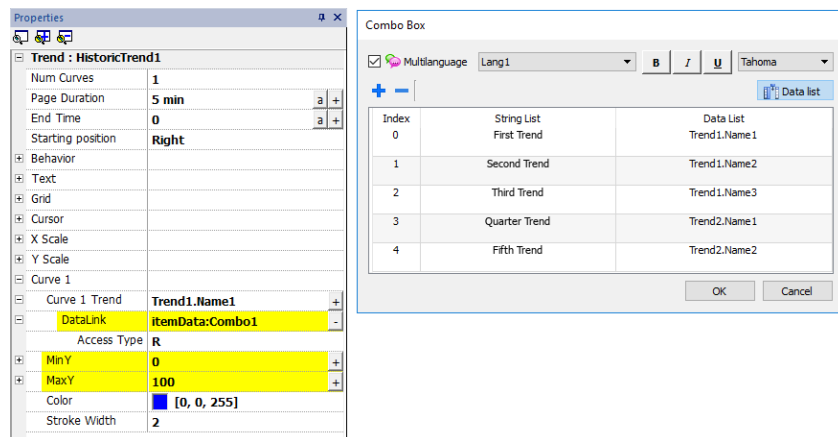 Properties
Trend : HistoricTrend1
Num Curves 1
Page Duration 5 min a +
End Time 0 a +
Starting position Right
Behavior
Text
Grid
Cursor
X Scale
Y Scale
Curve 1
Curve 1 Trend Trend1.Name1 +
DataLink itemData:Combo1 -
Access Type R
MinY 0 +
MaxY 100 +
Color [0, 0, 255]
Stroke Width 2
Combo Box
Multilanguage Lang1 B I U Tahoma
Data list
Index String List Data List
0 First Trend Trend1.Name1
1 Second Trend Trend1.Name2
2 Third Trend Trend1.Name3
3 Quarter Trend Trend2.Name1
4 Fifth Trend Trend2.Name2
OK Cancel